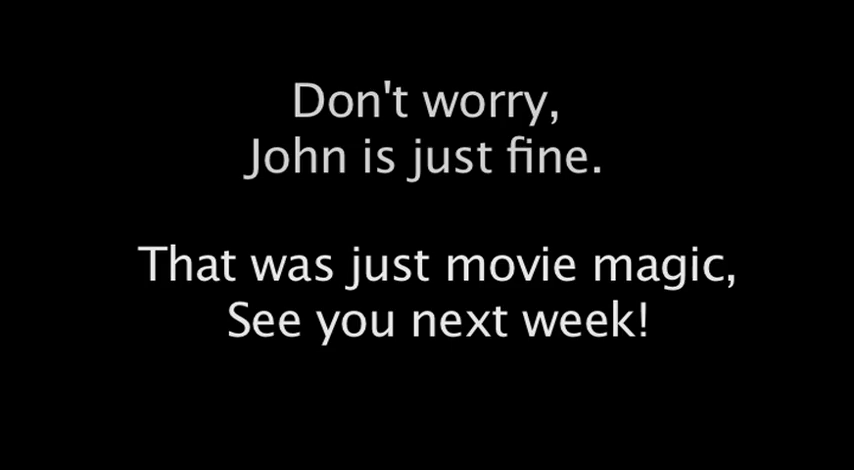 Don't worry,
John is just fine.
That was just movie magic,
See you next week!